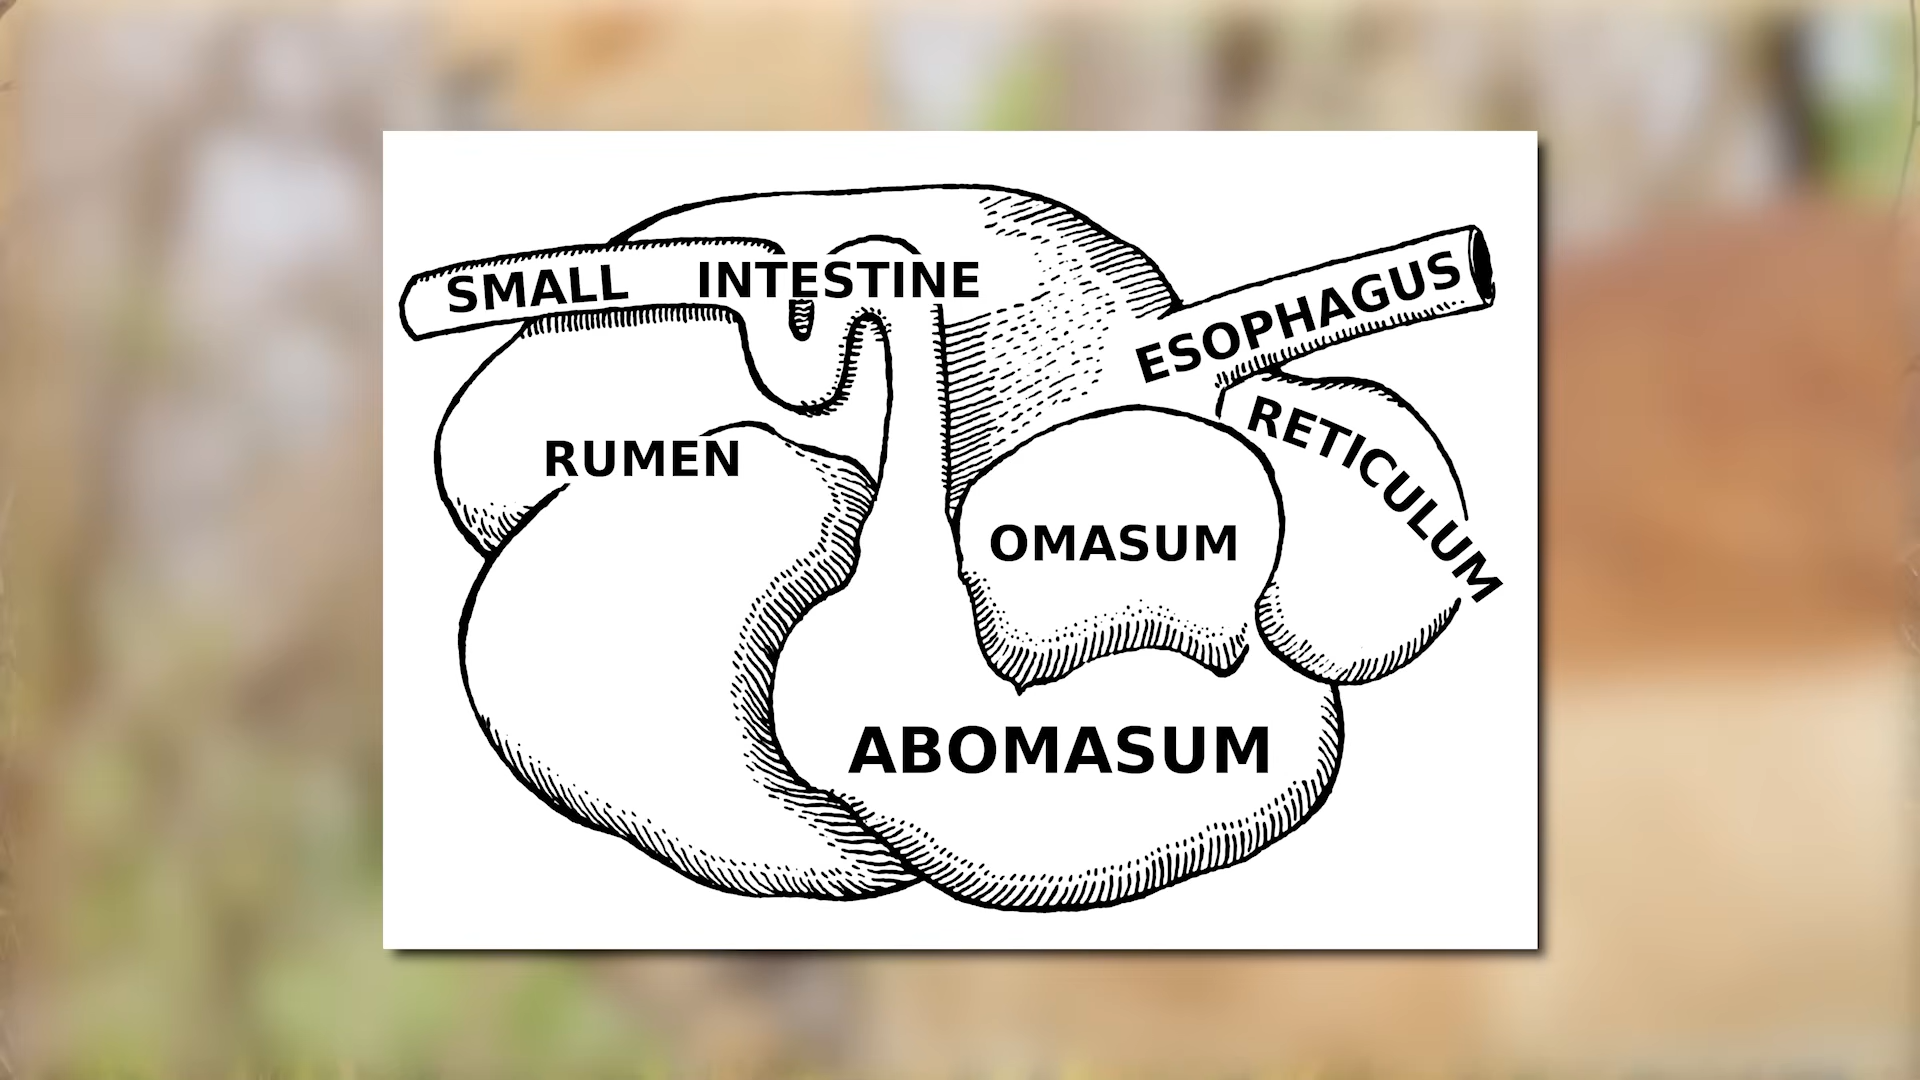 SMALL INTESTINE
ESOPHAGUS
RUMEN
RETICULUM
OMASUM
ABOMASUM